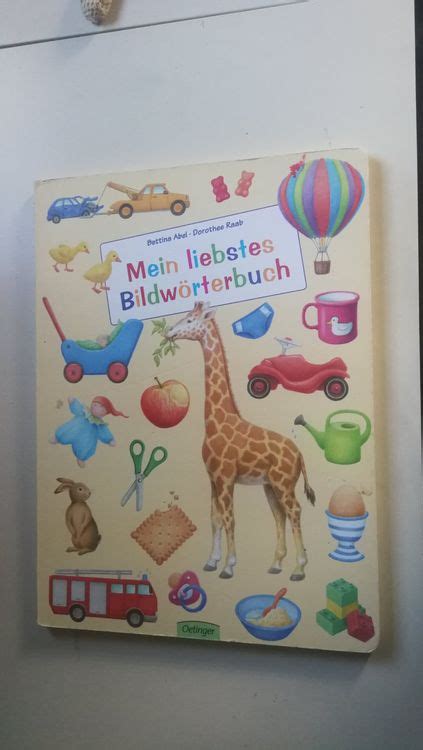 Bettina Abel · Dorothee Raab
Mein liebstes
Bildwörterbuch
Oetinger